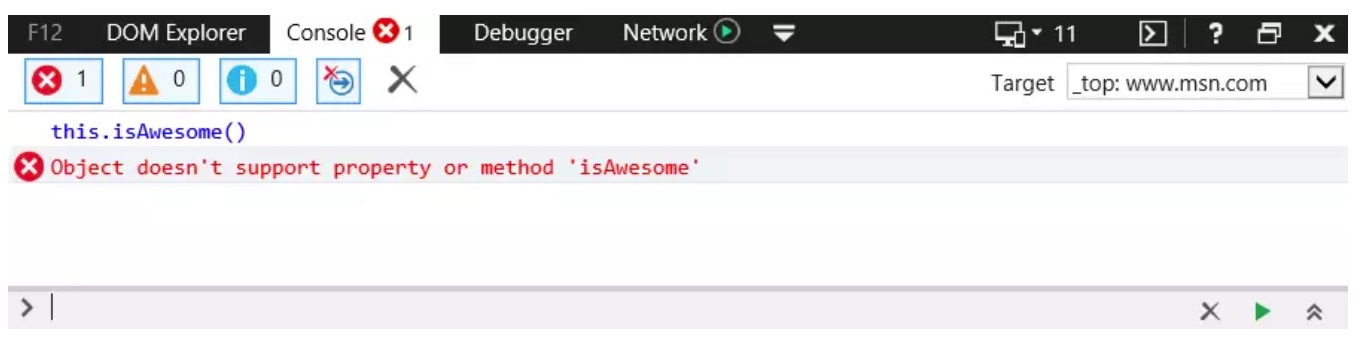 F12 DOM Explorer Console 1 Debugger Network 11 ?
1 0 0 Target _top: www.msn.com
this.isAwesome()
Object doesn't support property or method 'isAwesome'
>